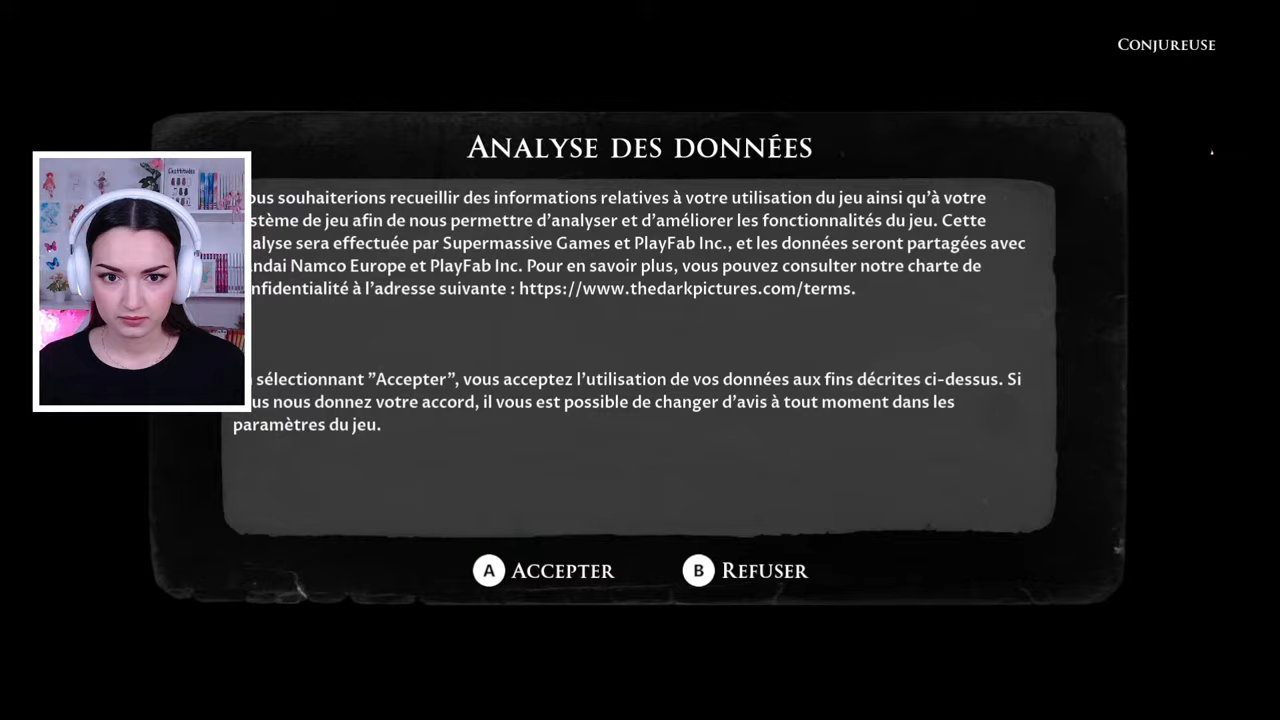 Conjureuse
Analyse des données
ous souhaiterions recueillir des informations relatives à votre utilisation du jeu ainsi qu'à votre
stème de jeu afin de nous permettre d'analyser et d'améliorer les fonctionnalités du jeu. Cette
alyse sera effectuée par Supermassive Games et PlayFab Inc., et les données seront partagées avec
ndai Namco Europe et PlayFab Inc. Pour en savoir plus, vous pouvez consulter notre charte de
nfidentialité à l'adresse suivante : https://www.thedarkpictures.com/terms.
sélectionnant "Accepter", vous acceptez l'utilisation de vos données aux fins décrites ci-dessus. Si
us nous donnez votre accord, il vous est possible de changer d'avis à tout moment dans les
paramètres du jeu.
A Accepter B Refuser